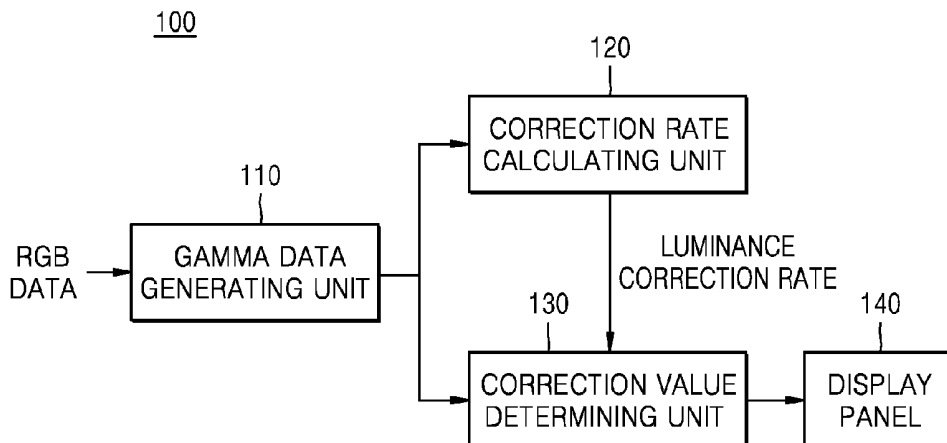 100
120
CORRECTION RATE
CALCULATING UNIT
110
RGB
DATA
GAMMA DATA
GENERATING UNIT
LUMINANCE
CORRECTION RATE
130
140
CORRECTION VALUE
DETERMINING UNIT
DISPLAY
PANEL